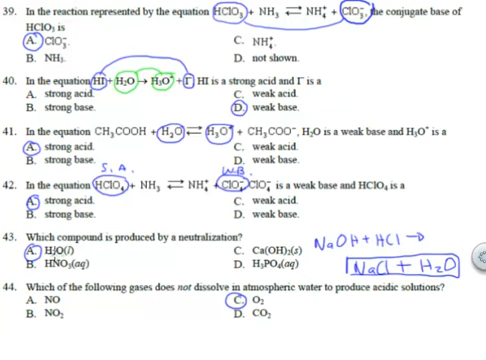 39. In the reaction represented by the equation HClO₃ + NH₃ ⇄ NH₄⁺ + ClO₃⁻, the conjugate base of
HClO₃ is
A. ClO₃⁻. C. NH₄⁺.
B. NH₃. D. not shown.
40. In the equation HI + H₂O → H₃O⁺ + I⁻ HI is a strong acid and I⁻ is a
A. strong acid. C. weak acid.
B. strong base. D. weak base.
41. In the equation CH₃COOH + H₂O ⇄ H₃O⁺ + CH₃COO⁻, H₂O is a weak base and H₃O⁺ is a
A. strong acid. C. weak acid.
B. strong base. D. weak base.
S.A. W.B.
42. In the equation HClO₄ + NH₃ ⇄ NH₄⁺ + ClO₄⁻ ClO₄⁻ is a weak base and HClO₄ is a
A. strong acid. C. weak acid.
B. strong base. D. weak base.
43. Which compound is produced by a neutralization?
A. H₂O(l) C. Ca(OH)₂(s) NaOH + HCl →
B. HNO₃(aq) D. H₃PO₄(aq) NaCl + H₂O
44. Which of the following gases does not dissolve in atmospheric water to produce acidic solutions?
A. NO C. O₂
B. NO₂ D. CO₂